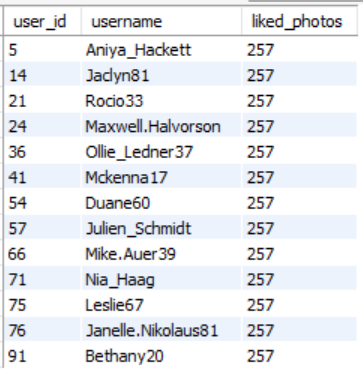 user_id username liked_photos
5 Aniya_Hackett 257
14 Jaclyn81 257
21 Rocio33 257
24 Maxwell.Halvorson 257
36 Ollie_Ledner37 257
41 Mckenna17 257
54 Duane60 257
57 Julien_Schmidt 257
66 Mike.Auer39 257
71 Nia_Haag 257
75 Leslie67 257
76 Janelle.Nikolaus81 257
91 Bethany20 257